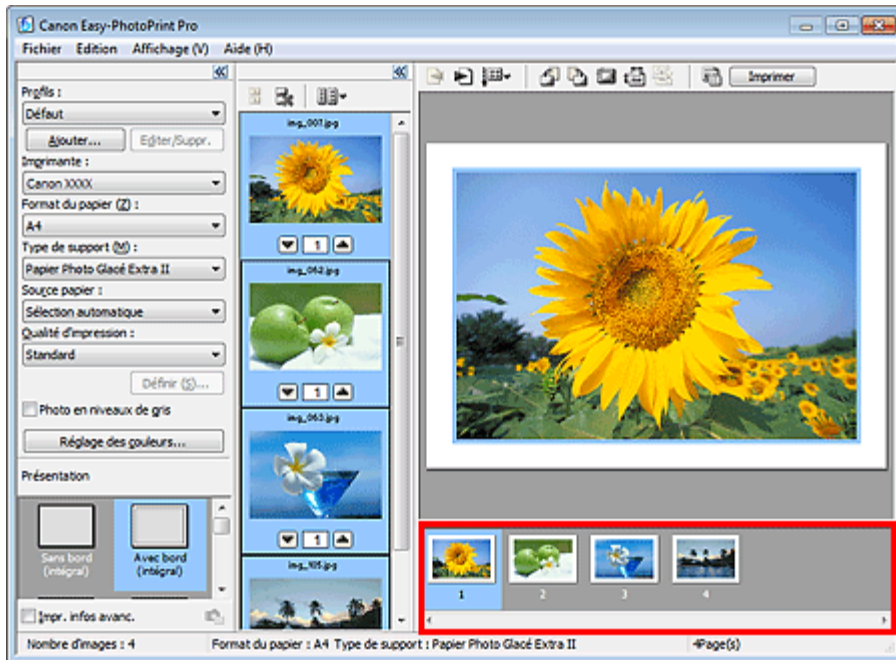 Canon Easy-PhotoPrint Pro
Fichier Edition Affichage (V) Aide (H)
Profils :
Défaut
Ajouter... Editer/Suppr.
Imprimante :
Canon XXXX
Format du papier (Z) :
A4
Type de support (M) :
Papier Photo Glacé Extra II
Source papier :
Sélection automatique
Qualité d'impression :
Standard
Définir (S)...
Photo en niveaux de gris
Réglage des couleurs...
Présentation
Sans bord
(intégral)
Avec bord
(intégral)
Impr. infos avanc.
img_001.jpg
1
img_062.jpg
1
img_063.jpg
1
img_105.jpg
Imprimer
1 2 3 4
Nombre d'images : 4 Format du papier : A4 Type de support : Papier Photo Glacé Extra II 4Page(s)